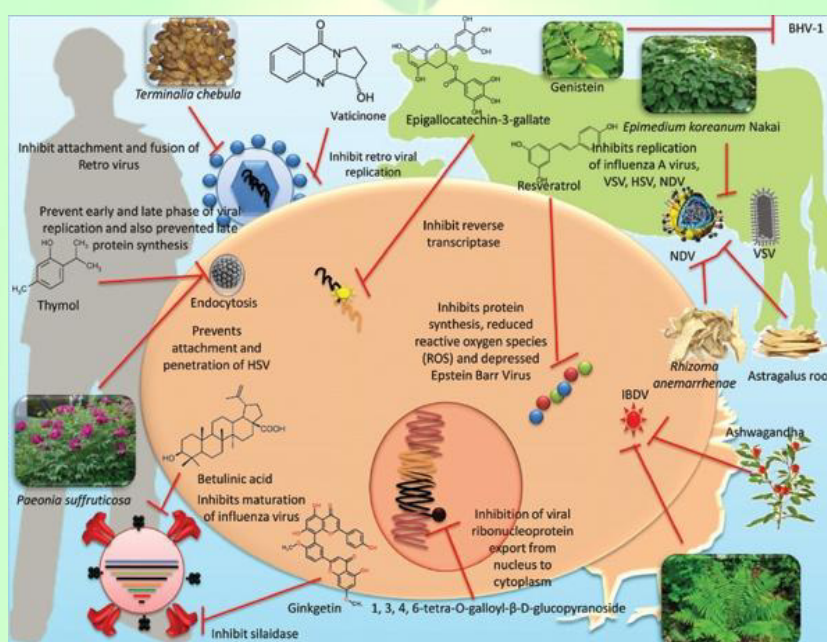 BHV-1
Terminalia chebula
Vaticinone
Epigallocatechin-3-gallate
Genistein
Epimedium koreanum Nakai
Inhibit attachment and fusion of
Retro virus
Inhibit retro viral
replication
Resveratrol
Inhibits replication
of influenza A virus,
VSV, HSV, NDV
Prevent early and late phase of viral
replication and also prevented late
protein synthesis
Inhibit reverse
transcriptase
NDV
VSV
Thymol
Endocytosis
Prevents
attachment and
penetration of HSV
Inhibits protein
synthesis, reduced
reactive oxygen species
(ROS) and depressed
Epstein Barr Virus
Rhizoma
anemarrhenae
Astragalus root
IBDV
Ashwagandha
Paeonia suffruticosa
Betulinic acid
Inhibits maturation
of influenza virus
Inhibition of viral
ribonucleoprotein
export from
nucleus to
cytoplasm
Ginkgetin
1, 3, 4, 6-tetra-O-galloyl-β-D-glucopyranoside
Inhibit silaidase